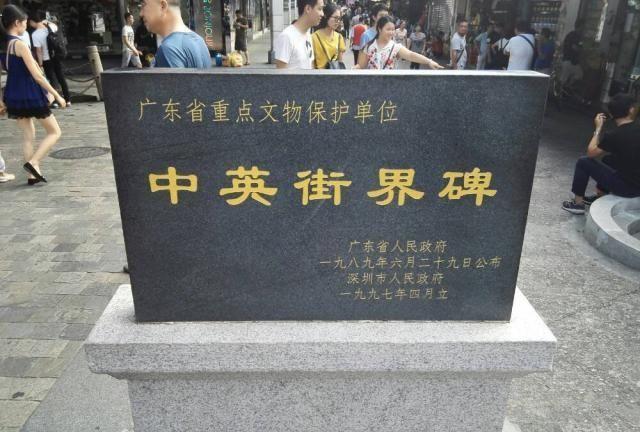 广东省重点文物保护单位
中英街界碑
广东省人民政府
一九八九年六月二十九日公布
深圳市人民政府
一九九七年四月立